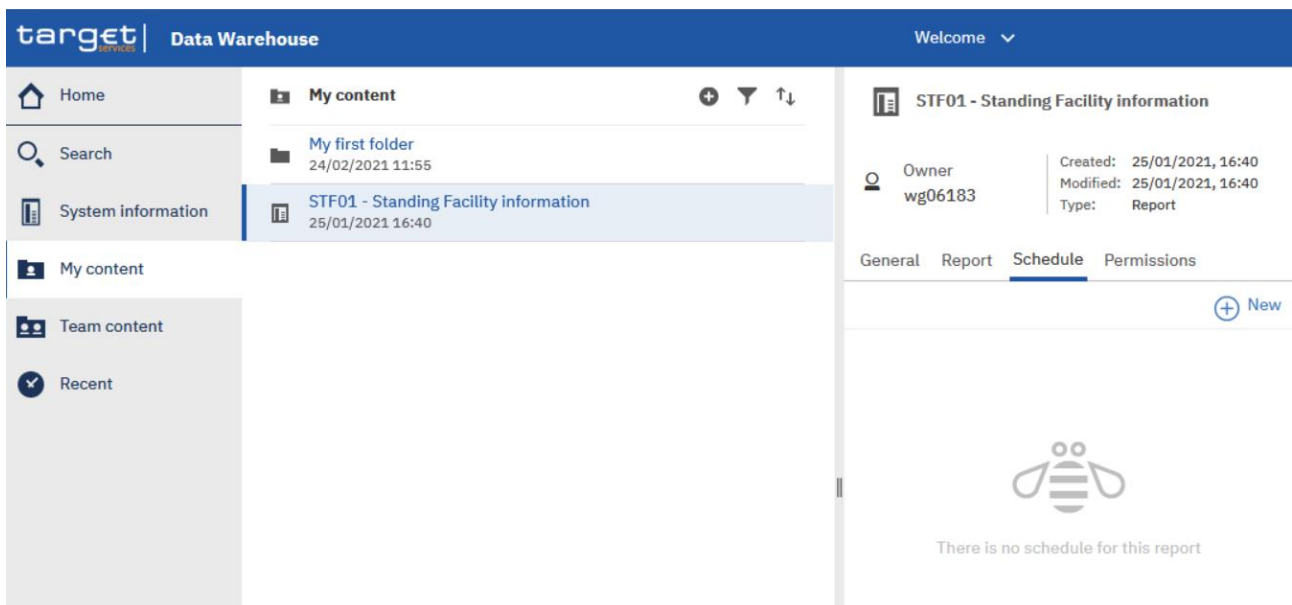 target| Data Warehouse
services
Welcome
Home
Search
System information
My content
Team content
Recent
My content
My first folder
24/02/2021 11:55
STF01 - Standing Facility information
25/01/2021 16:40
STF01 - Standing Facility information
Owner
wg06183
Created: 25/01/2021, 16:40
Modified: 25/01/2021, 16:40
Type: Report
General Report Schedule Permissions
New
There is no schedule for this report